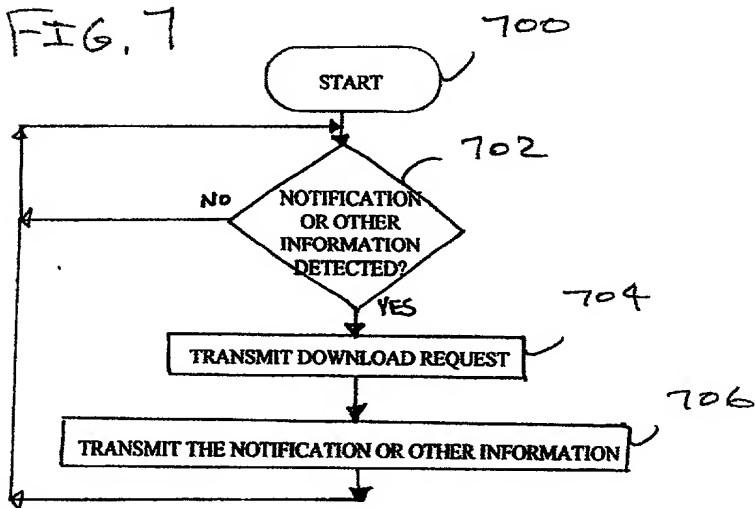 FIG. 7
700
START
702
NO
NOTIFICATION
OR OTHER
INFORMATION
DETECTED?
YES
704
TRANSMIT DOWNLOAD REQUEST
706
TRANSMIT THE NOTIFICATION OR OTHER INFORMATION